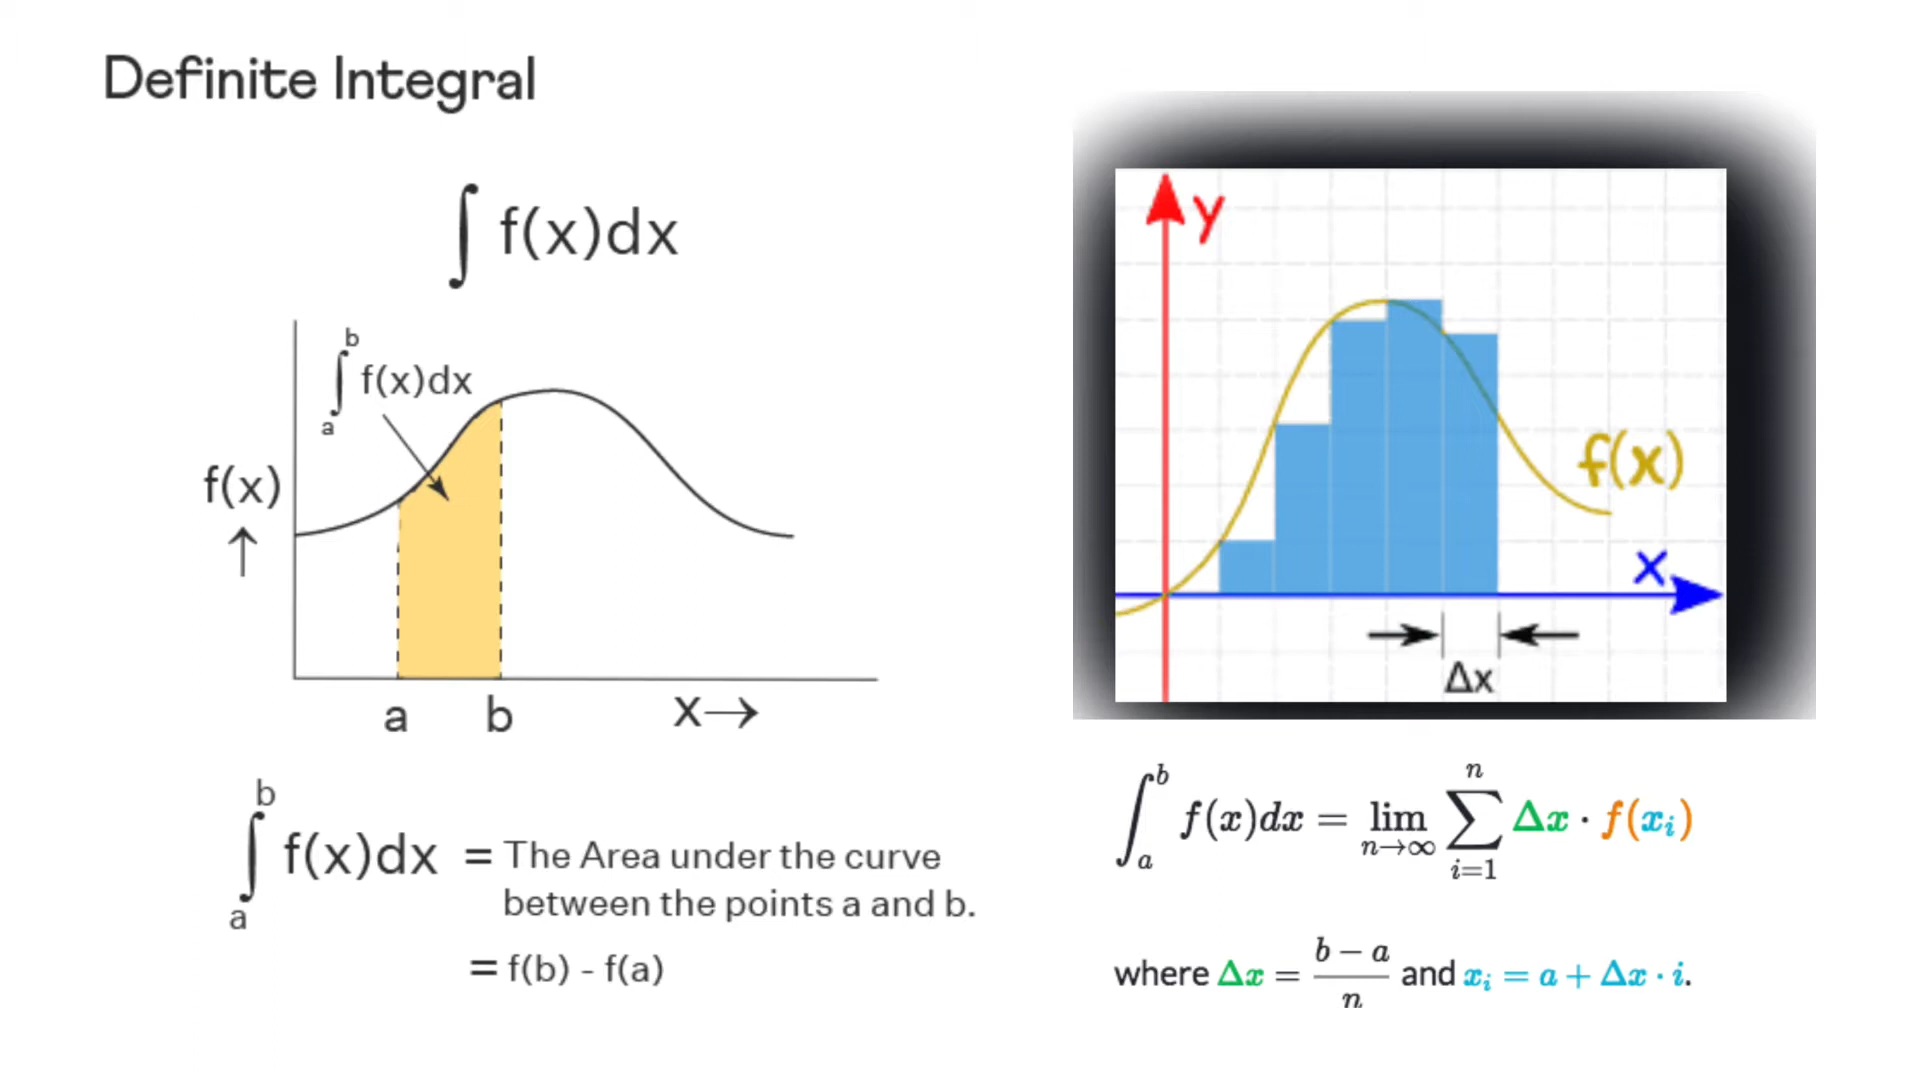 Definite Integral
∫ f(x)dx
b
∫ f(x)dx
a
f(x)
↑
a b x→
b
∫ f(x)dx = The Area under the curve
a
between the points a and b.
= f(b) - f(a)
y
f(x)
x
Δx
∫_a^b f(x)dx = lim_{n→∞} ∑_{i=1}^{n} Δx · f(x_i)
where Δx = \frac{b − a}{n} and x_i = a + Δx · i.